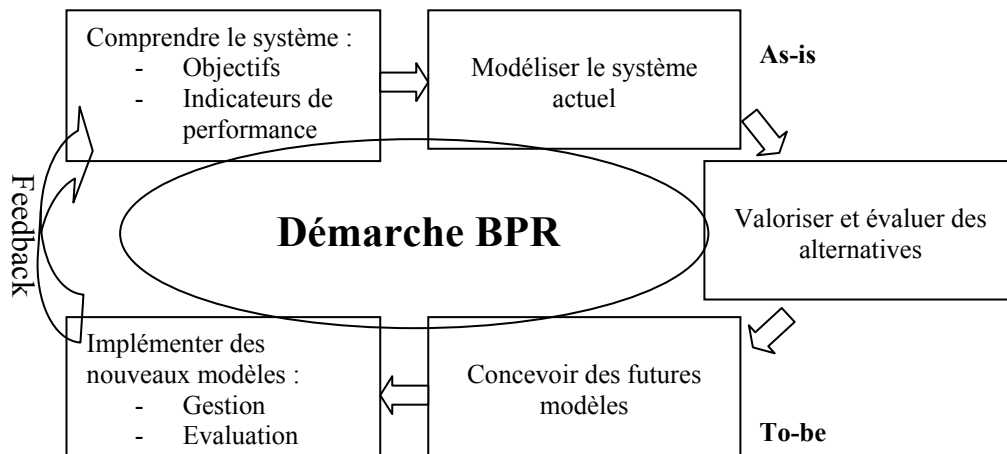 Comprendre le système :
- Objectifs
- Indicateurs de
performance
Modéliser le système
actuel
As-is
Valoriser et évaluer des
alternatives
Démarche BPR
Feedback
Implémenter des
nouveaux modèles :
- Gestion
- Evaluation
Concevoir des futures
modèles
To-be